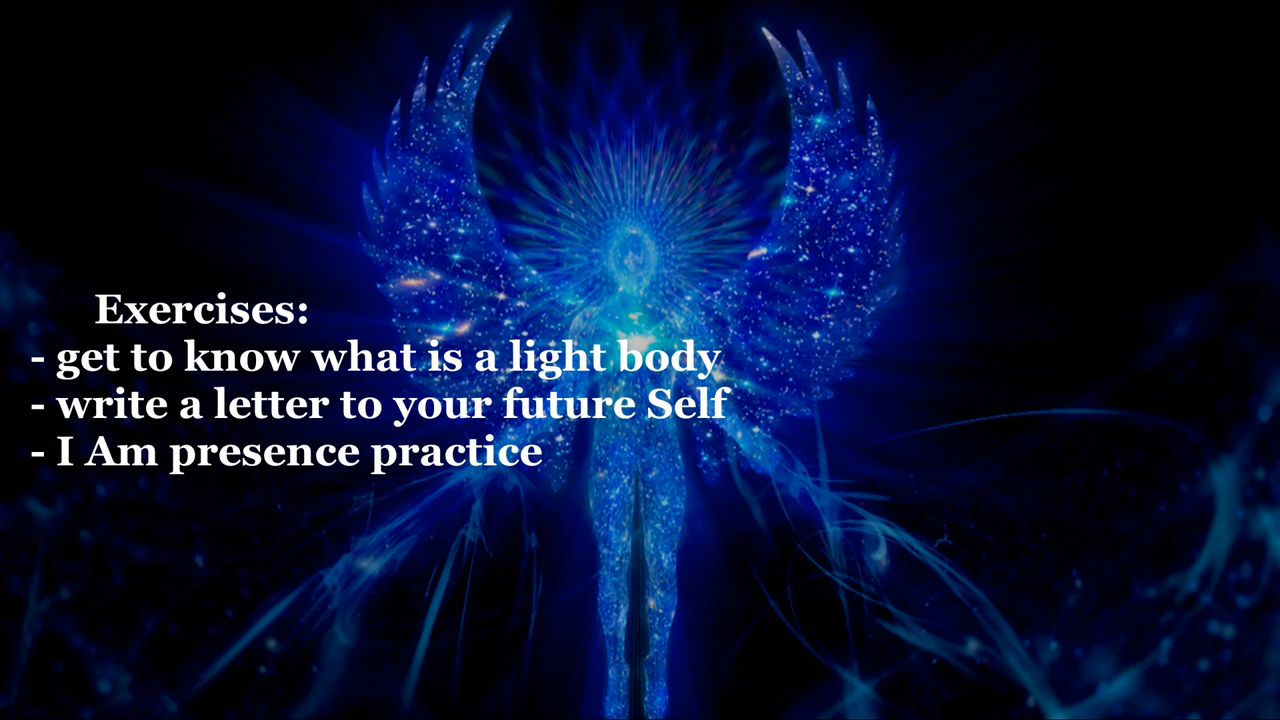 Exercises:
- get to know what is a light body
- write a letter to your future Self
- I Am presence practice